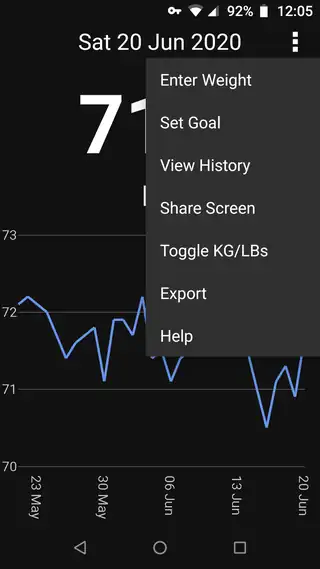 92% 12:05
Sat 20 Jun 2020
Enter Weight
Set Goal
View History
Share Screen
Toggle KG/LBs
Export
Help
71
73
72
71
70
23 May
30 May
06 Jun
13 Jun
20 Jun